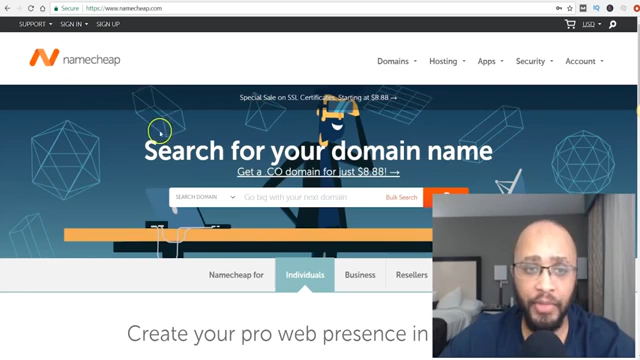 Secure https://www.namecheap.com
SUPPORT SIGN IN SIGN UP USD
namecheap Domains Hosting Apps Security Account
Special Sale on SSL Certificates. Starting at $8.88 →
Search for your domain name
Get a .CO domain for just $8.88! →
SEARCH DOMAIN Go big with your next domain Bulk Search
Namecheap for Individuals Business Resellers
Create your pro web presence in